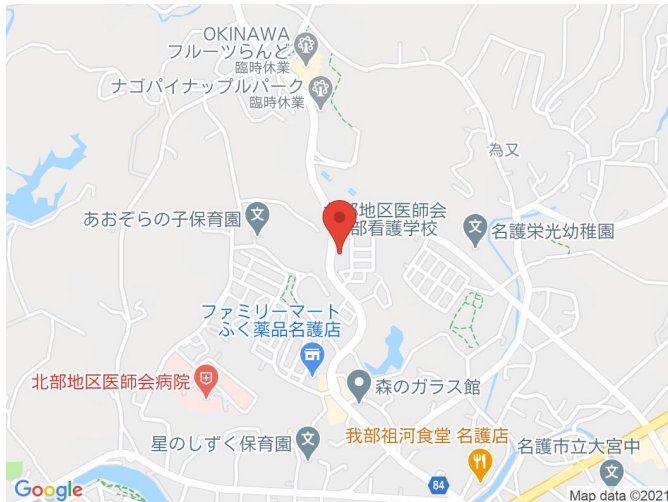 OKINAWA
フルーツらんど
臨時休業
ナゴパイナップルパーク
臨時休業
為又
部地区医師会
部看護学校
あおぞらの子保育園
名護栄光幼稚園
ファミリーマート
ふく薬品名護店
北部地区医師会病院
森のガラス館
我部祖河食堂 名護店
星のしずく保育園
名護市立大宮中
84
Google
Map data ©202